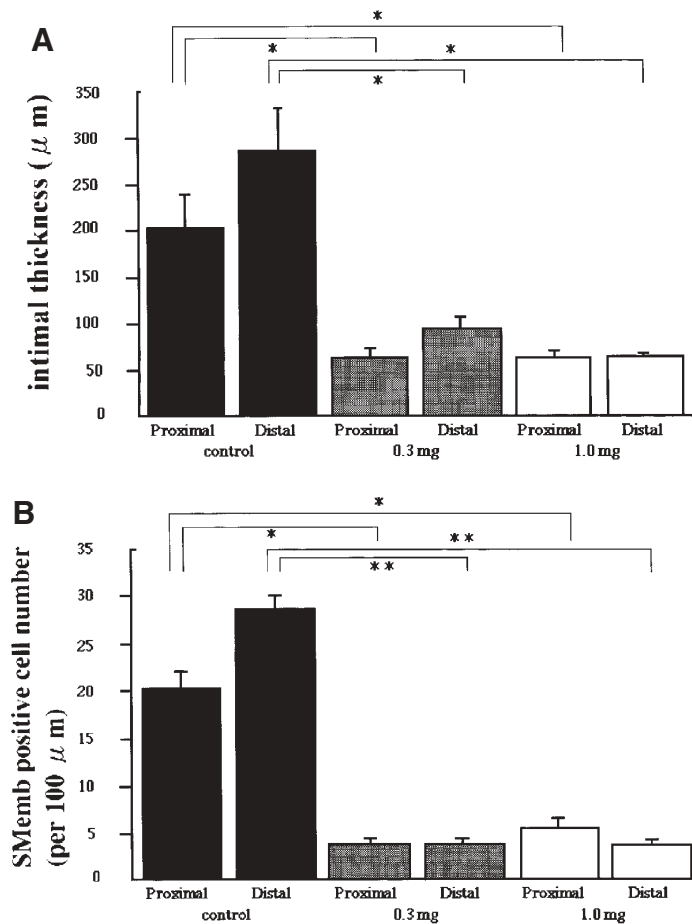 A
*
*
*
*
intimal thickness (μm)
350
300
250
200
150
100
50
0
Proximal Distal Proximal Distal Proximal Distal
control 0.3 mg 1.0 mg
B
*
*
**
**
SMemb positive cell number
(per 100 μm)
35
30
25
20
15
10
5
0
Proximal Distal Proximal Distal Proximal Distal
control 0.3 mg 1.0 mg